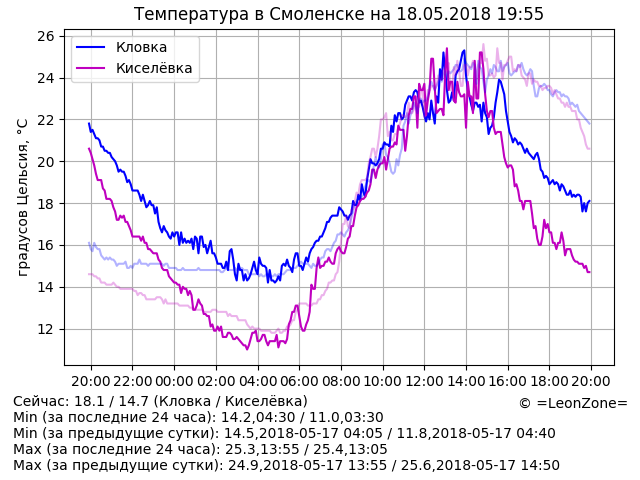 Температура в Смоленске на 18.05.2018 19:55
градусов Цельсия, °C
26
24
22
20
18
16
14
12
Кловка
Киселёвка
20:00 22:00 00:00 02:00 04:00 06:00 08:00 10:00 12:00 14:00 16:00 18:00 20:00
Сейчас: 18.1 / 14.7 (Кловка / Киселёвка)
© =LeonZone=
Min (за последние 24 часа): 14.2,04:30 / 11.0,03:30
Min (за предыдущие сутки): 14.5,2018-05-17 04:05 / 11.8,2018-05-17 04:40
Max (за последние 24 часа): 25.3,13:55 / 25.4,13:05
Max (за предыдущие сутки): 24.9,2018-05-17 13:55 / 25.6,2018-05-17 14:50